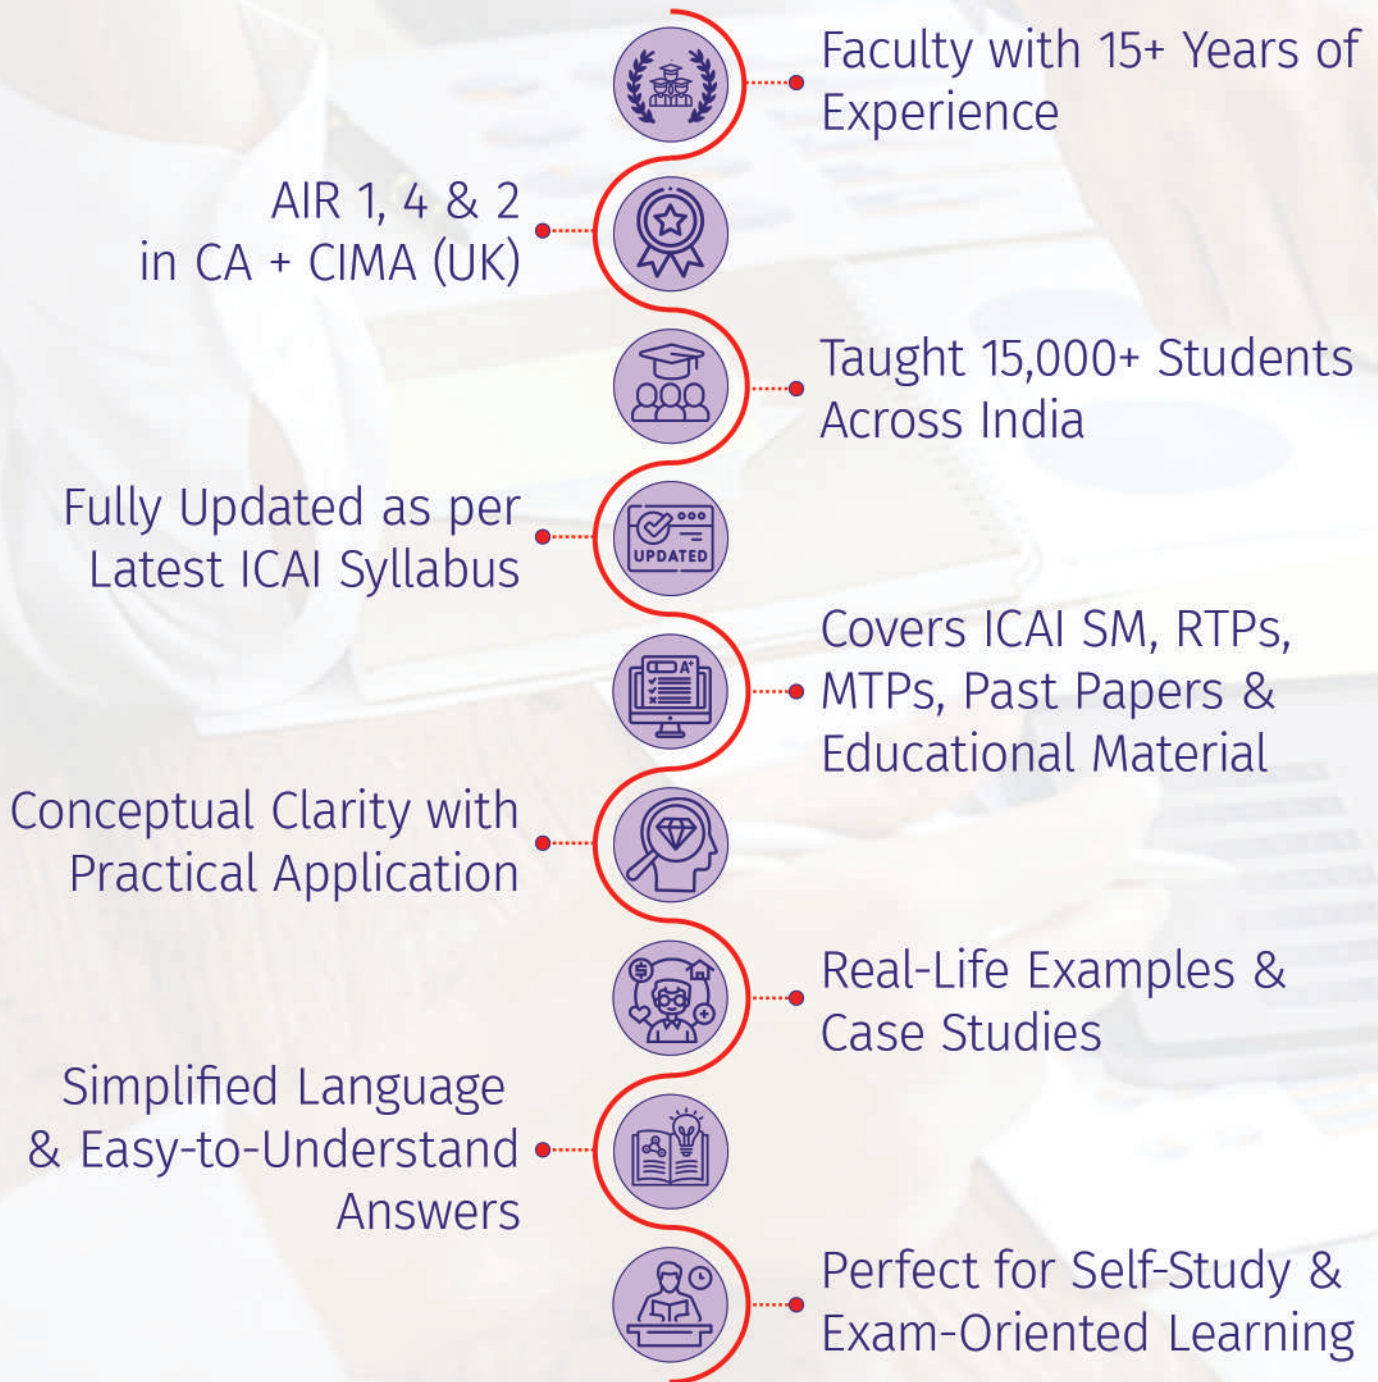 Faculty with 15+ Years of
Experience
AIR 1, 4 & 2
in CA + CIMA (UK)
Taught 15,000+ Students
Across India
Fully Updated as per
Latest ICAI Syllabus
UPDATED
Covers ICAI SM, RTPs,
MTPs, Past Papers &
Educational Material
A+
Conceptual Clarity with
Practical Application
Real-Life Examples &
Case Studies
Simplified Language
& Easy-to-Understand
Answers
Perfect for Self-Study &
Exam-Oriented Learning